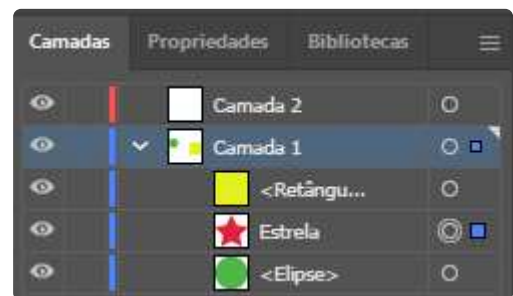 Camadas Propriedades Bibliotecas
Camada 2
Camada 1
<Retângu...
Estrela
<Elipse>